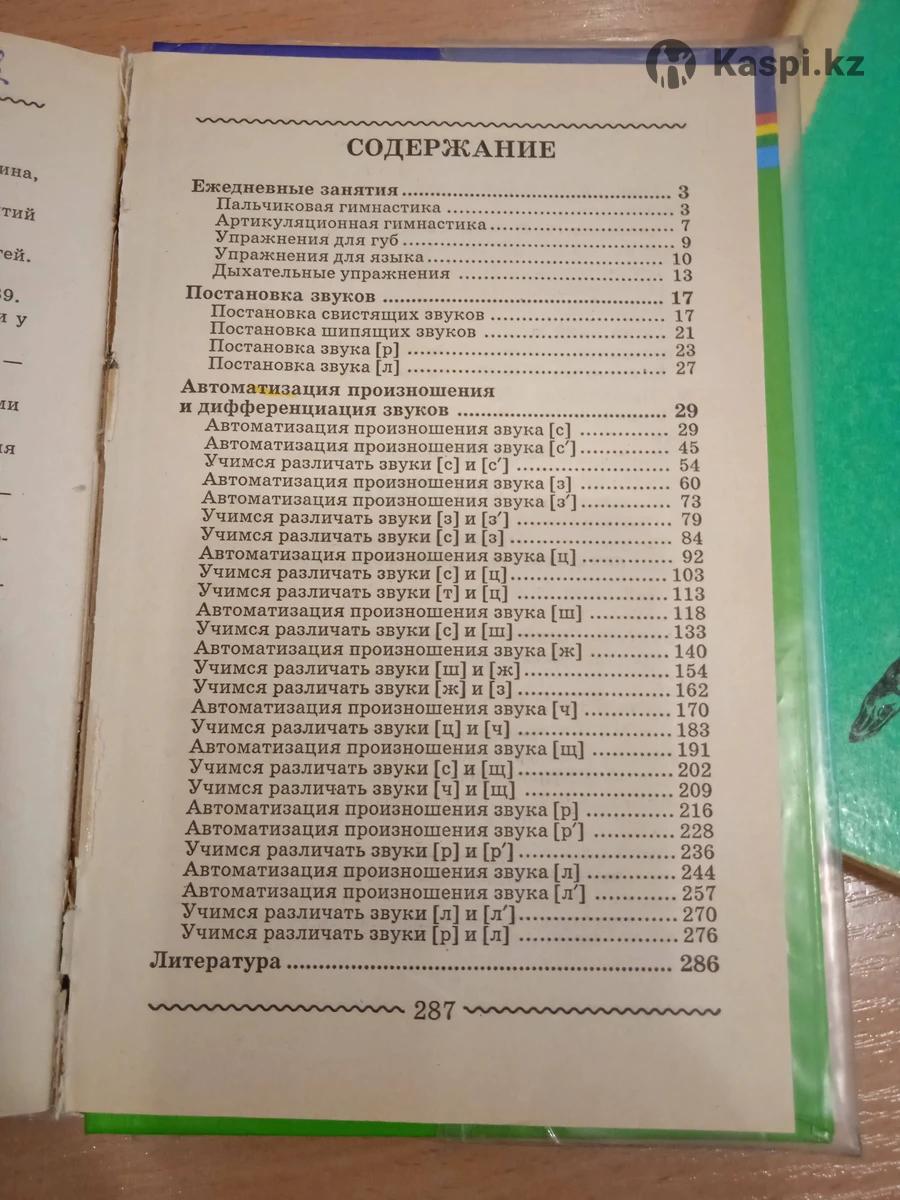 Kaspi.kz
ина,
тий
тей.
9.
и у
—
ми
ия
—
СОДЕРЖАНИЕ
Ежедневные занятия .......... 3
Пальчиковая гимнастика .......... 3
Артикуляционная гимнастика .......... 7
Упражнения для губ .......... 9
Упражнения для языка .......... 10
Дыхательные упражнения .......... 13
Постановка звуков .......... 17
Постановка свистящих звуков .......... 17
Постановка шипящих звуков .......... 21
Постановка звука [р] .......... 23
Постановка звука [л] .......... 27
Автоматизация произношения
и дифференциация звуков .......... 29
Автоматизация произношения звука [с] .......... 29
Автоматизация произношения звука [с′] .......... 45
Учимся различать звуки [с] и [с′] .......... 54
Автоматизация произношения звука [з] .......... 60
Автоматизация произношения звука [з′] .......... 73
Учимся различать звуки [з] и [з′] .......... 79
Учимся различать звуки [с] и [з] .......... 84
Автоматизация произношения звука [ц] .......... 92
Учимся различать звуки [с] и [ц] .......... 103
Учимся различать звуки [т] и [ц] .......... 113
Автоматизация произношения звука [ш] .......... 118
Учимся различать звуки [с] и [ш] .......... 133
Автоматизация произношения звука [ж] .......... 140
Учимся различать звуки [ш] и [ж] .......... 154
Учимся различать звуки [ж] и [з] .......... 162
Автоматизация произношения звука [ч] .......... 170
Учимся различать звуки [ц] и [ч] .......... 183
Автоматизация произношения звука [щ] .......... 191
Учимся различать звуки [с] и [щ] .......... 202
Учимся различать звуки [ч] и [щ] .......... 209
Автоматизация произношения звука [р] .......... 216
Автоматизация произношения звука [р′] .......... 228
Учимся различать звуки [р] и [р′] .......... 236
Автоматизация произношения звука [л] .......... 244
Автоматизация произношения звука [л′] .......... 257
Учимся различать звуки [л] и [л′] .......... 270
Учимся различать звуки [р] и [л] .......... 276
Литература .......... 286
287